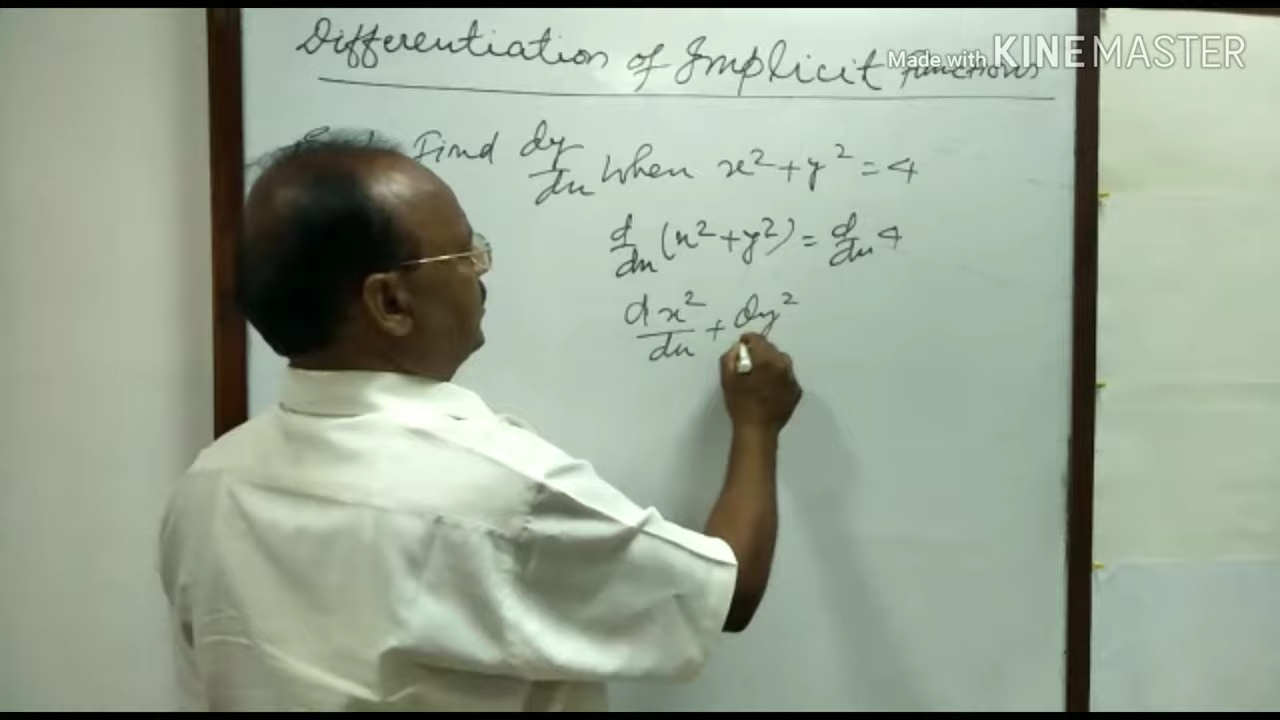 Differentiation of Implicit Functions
Made with KINEMASTER
Find dy/dx When x² + y² = 4
d/dx (x² + y²) = d/dx 4
dx²/dx + dy²